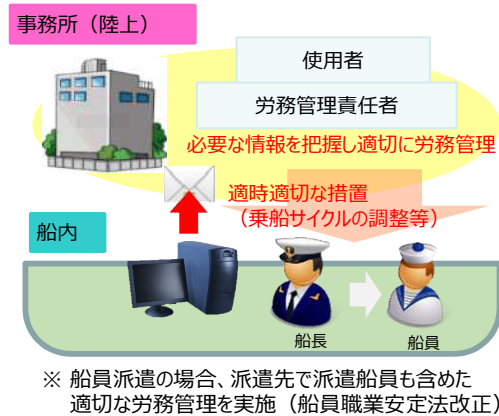 事務所（陸上）
使用者
労務管理責任者
必要な情報を把握し適切に労務管理
適時適切な措置
（乗船サイクルの調整等）
船内
船長
船員
※ 船員派遣の場合、派遣先で派遣船員も含めた
適切な労務管理を実施（船員職業安定法改正）